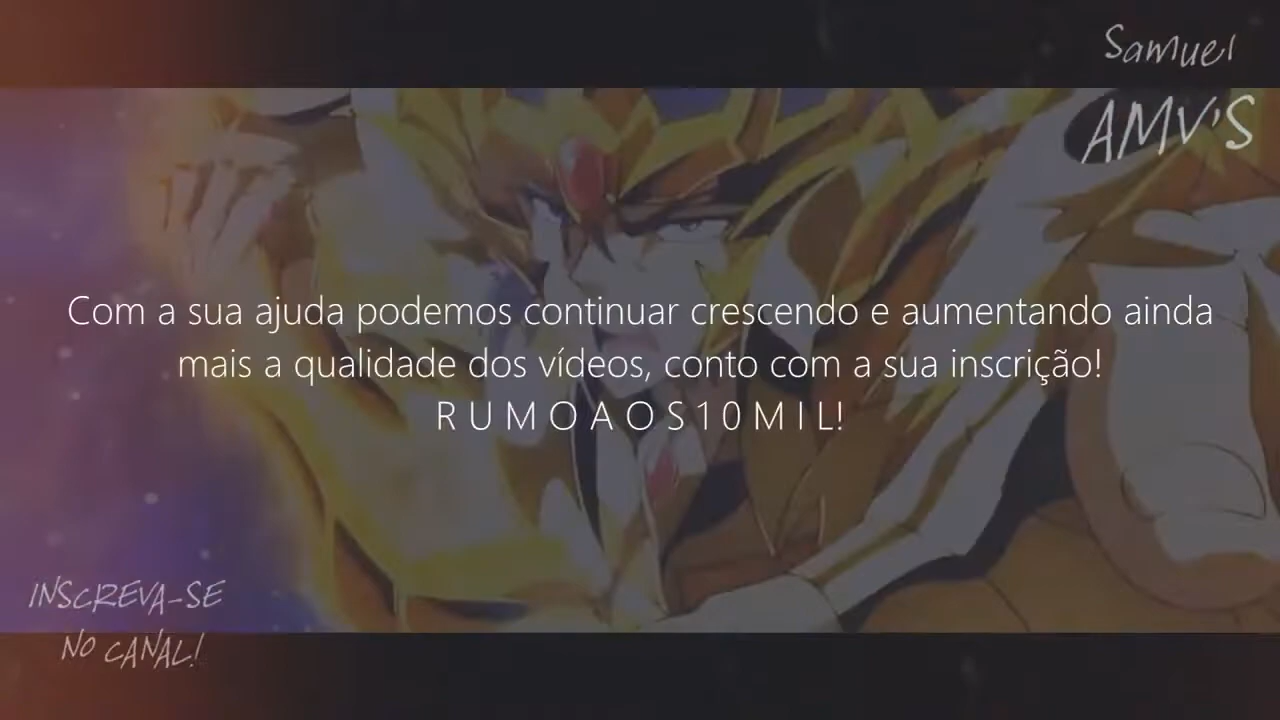 Samuel
AMV'S
Com a sua ajuda podemos continuar crescendo e aumentando ainda
mais a qualidade dos vídeos, conto com a sua inscrição!
R U M O A O S 1 0 M I L!
INSCREVA-SE
NO CANAL!